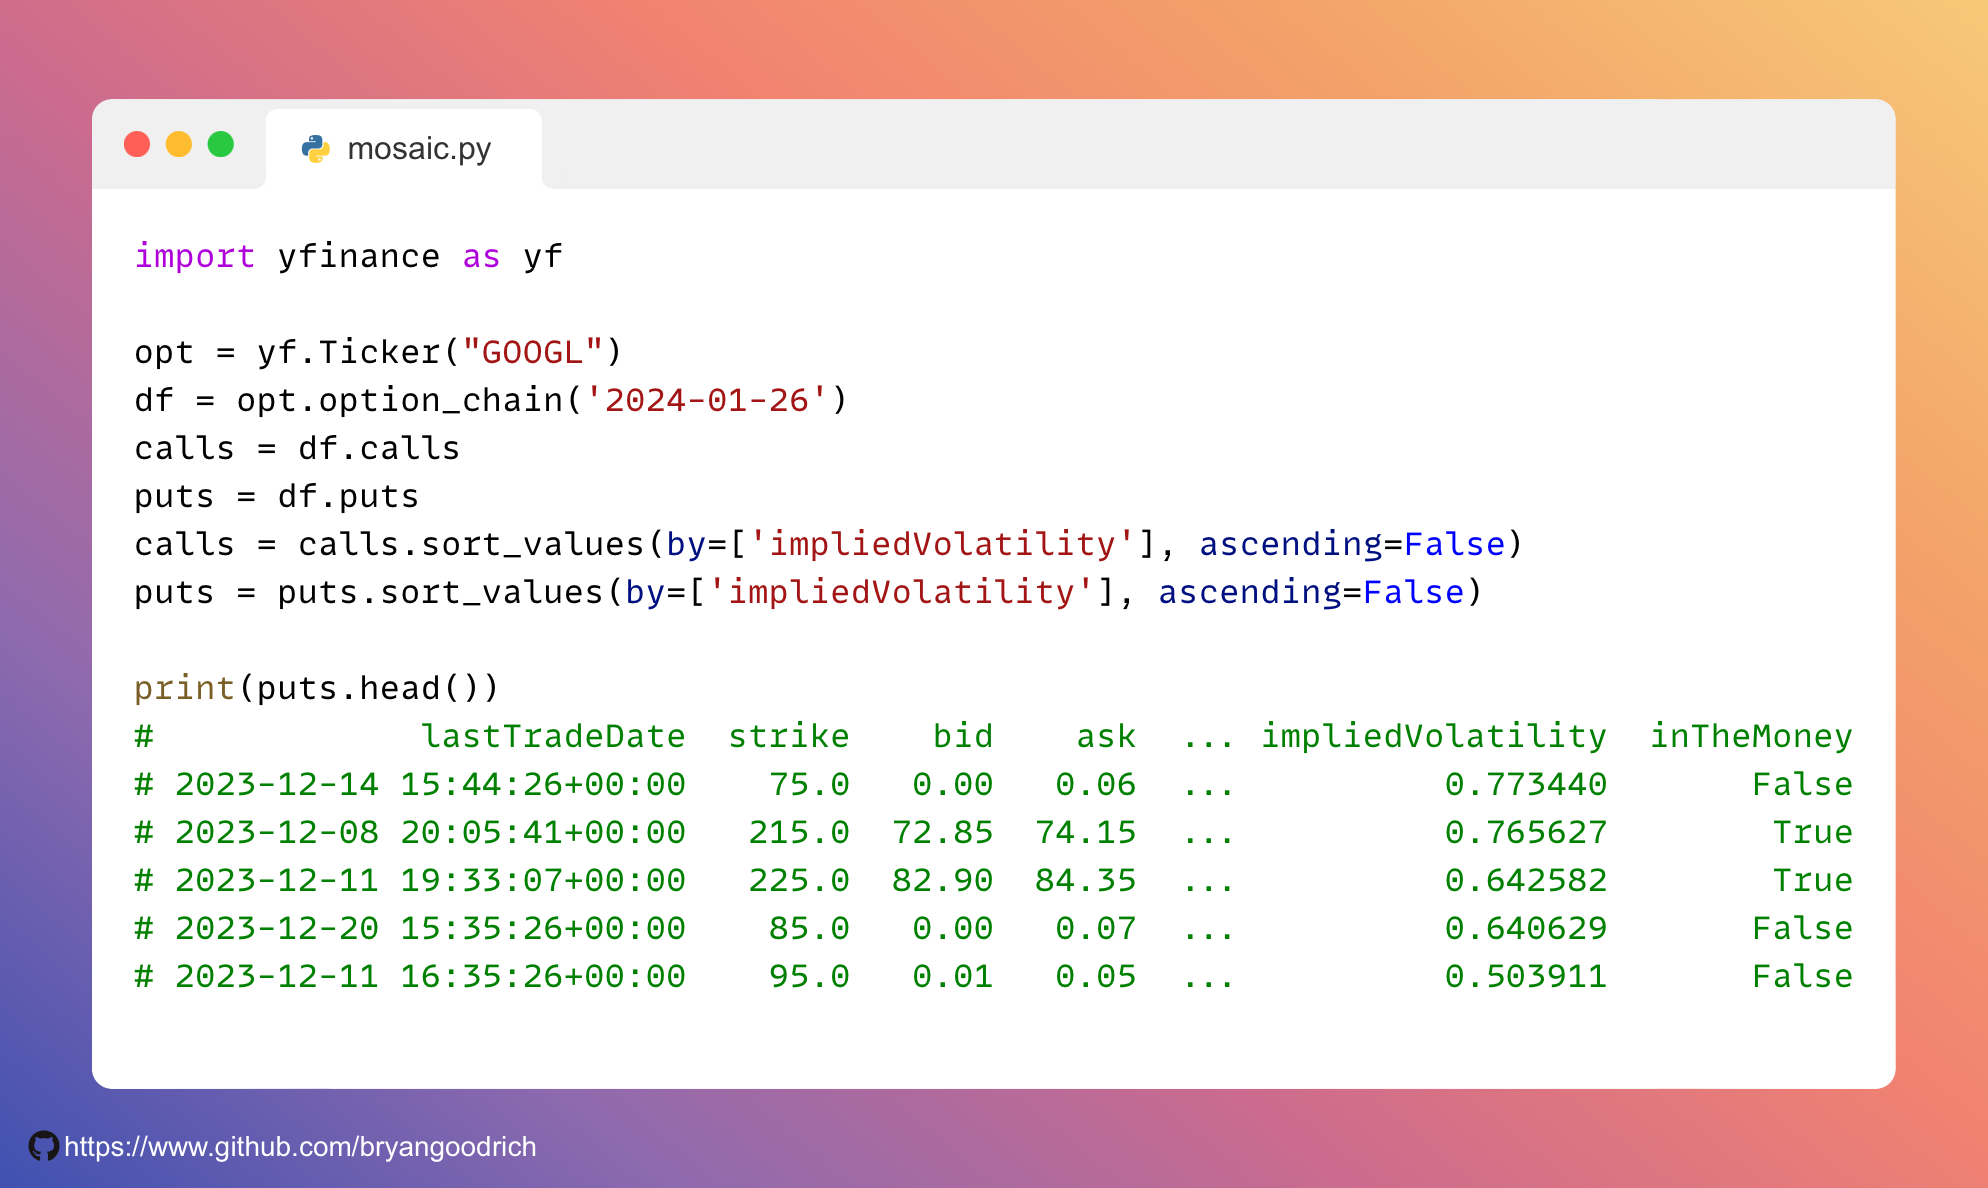 mosaic.py
import yfinance as yf
opt = yf.Ticker("GOOGL")
df = opt.option_chain('2024-01-26')
calls = df.calls
puts = df.puts
calls = calls.sort_values(by=['impliedVolatility'], ascending=False)
puts = puts.sort_values(by=['impliedVolatility'], ascending=False)
print(puts.head())
#             lastTradeDate  strike    bid    ask  ... impliedVolatility  inTheMoney
# 2023-12-14 15:44:26+00:00    75.0   0.00   0.06  ...          0.773440       False
# 2023-12-08 20:05:41+00:00   215.0  72.85  74.15  ...          0.765627        True
# 2023-12-11 19:33:07+00:00   225.0  82.90  84.35  ...          0.642582        True
# 2023-12-20 15:35:26+00:00    85.0   0.00   0.07  ...          0.640629       False
# 2023-12-11 16:35:26+00:00    95.0   0.01   0.05  ...          0.503911       False
https://www.github.com/bryangoodrich